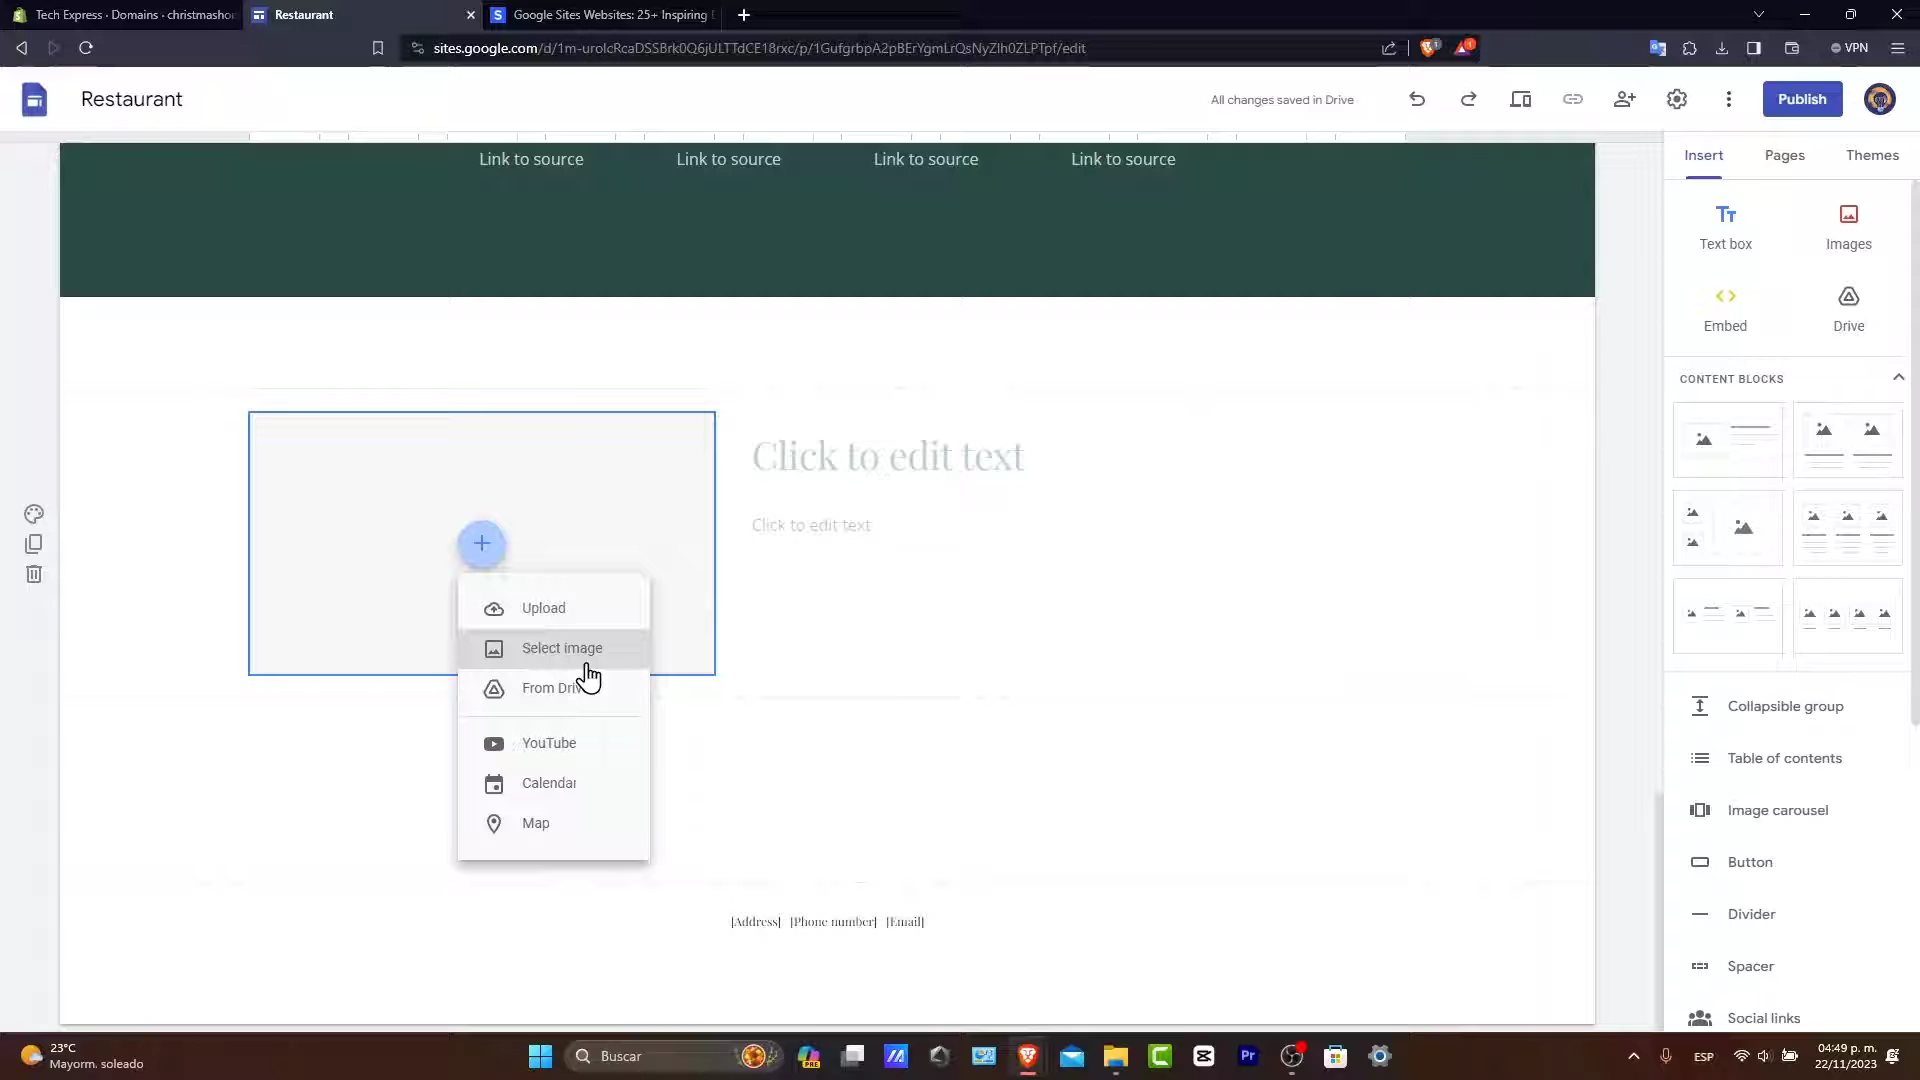 Tech Express · Domains · christmashor
Restaurant
Google Sites Websites: 25+ Inspiring
sites.google.com/d/1m-urolcRcaDSSBrk0Q6jULTTdCE18rxc/p/1GufgrbpA2pBErYgmLrQsNyZlh0ZLPTpf/edit
VPN
Restaurant
All changes saved in Drive
Publish
Link to source
Link to source
Link to source
Link to source
Insert
Pages
Themes
Text box
Images
Embed
Drive
CONTENT BLOCKS
Click to edit text
Click to edit text
Upload
Select image
From Driv
YouTube
Calendar
Map
Collapsible group
Table of contents
Image carousel
Button
Divider
Spacer
Social links
[Address] [Phone number] [Email]
23°C
Mayorm. soleado
Buscar
PRE
Pr
ESP
04:49 p. m.
22/11/2023